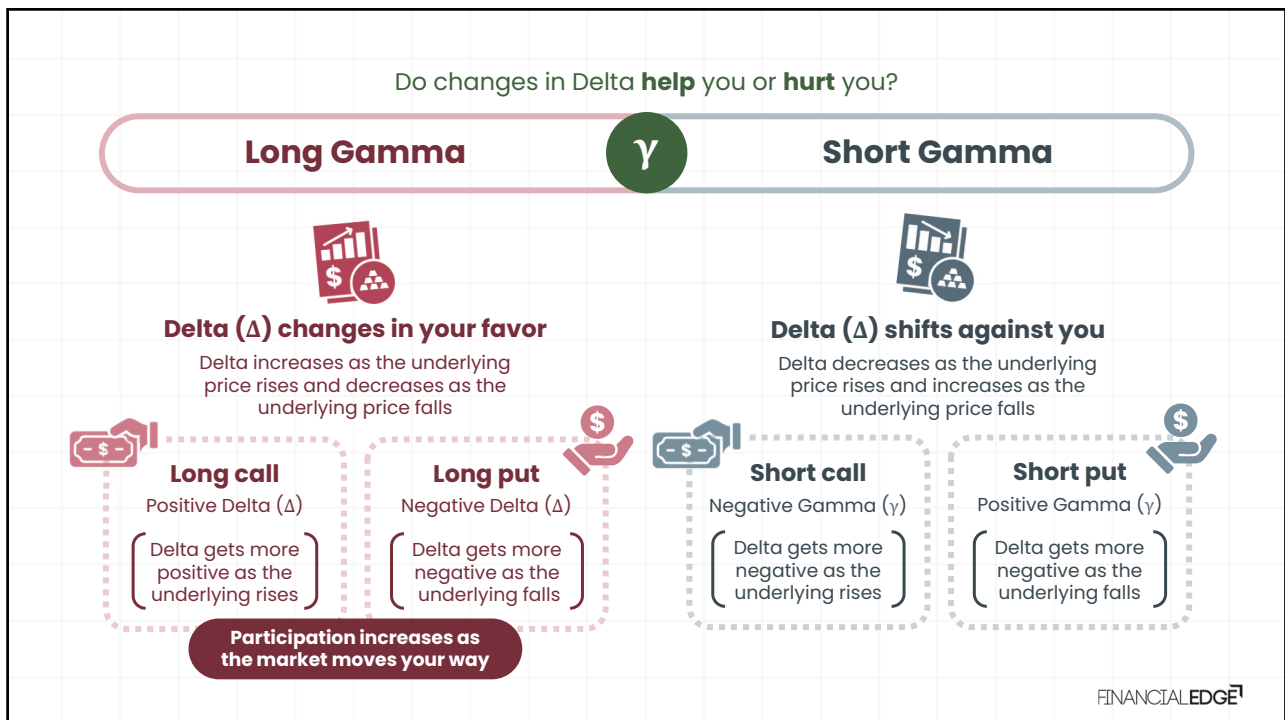 Do changes in Delta help you or hurt you?
Long Gamma
γ
Short Gamma
$
Delta (Δ) changes in your favor
Delta increases as the underlying
price rises and decreases as the
underlying price falls
$
Delta (Δ) shifts against you
Delta decreases as the underlying
price rises and increases as the
underlying price falls
- $ -
Long call
Positive Delta (Δ)
Delta gets more
positive as the
underlying rises
$
Long put
Negative Delta (Δ)
Delta gets more
negative as the
underlying falls
Participation increases as
the market moves your way
- $ -
Short call
Negative Gamma (γ)
Delta gets more
negative as the
underlying rises
$
Short put
Positive Gamma (γ)
Delta gets more
negative as the
underlying falls
FINANCIALEDGE